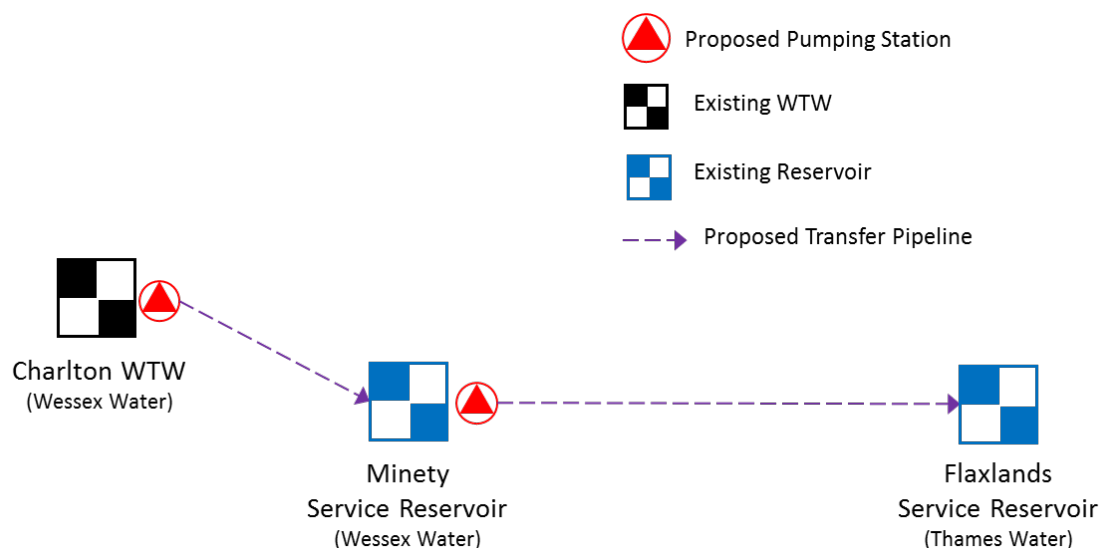 Proposed Pumping Station
Existing WTW
Existing Reservoir
Proposed Transfer Pipeline
Charlton WTW
(Wessex Water)
Minety
Service Reservoir
(Wessex Water)
Flaxlands
Service Reservoir
(Thames Water)